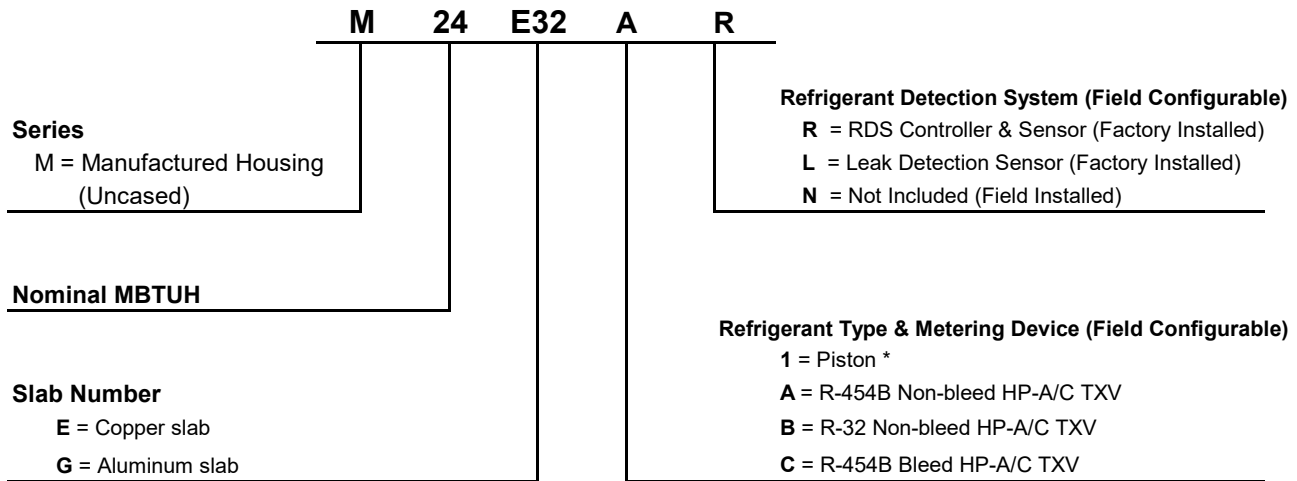 M 24 E32 A R
Series
M = Manufactured Housing
(Uncased)
Nominal MBTUH
Slab Number
E = Copper slab
G = Aluminum slab
Refrigerant Detection System (Field Configurable)
R = RDS Controller & Sensor (Factory Installed)
L = Leak Detection Sensor (Factory Installed)
N = Not Included (Field Installed)
Refrigerant Type & Metering Device (Field Configurable)
1 = Piston *
A = R-454B Non-bleed HP-A/C TXV
B = R-32 Non-bleed HP-A/C TXV
C = R-454B Bleed HP-A/C TXV